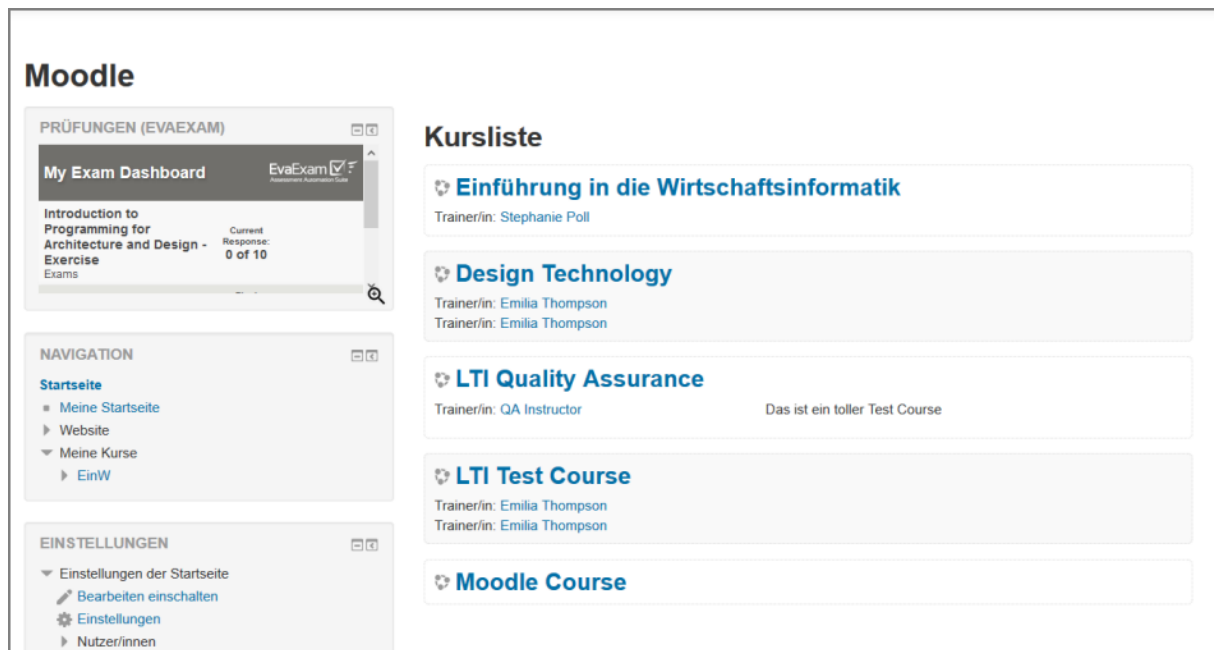 Moodle
PRÜFUNGEN (EVAEXAM)
My Exam Dashboard
EvaExam
Assessment Automation Suite
Introduction to
Programming for
Architecture and Design -
Exercise
Exams
Current
Response:
0 of 10
NAVIGATION
Startseite
Meine Startseite
Website
Meine Kurse
EinW
EINSTELLUNGEN
Einstellungen der Startseite
Bearbeiten einschalten
Einstellungen
Nutzer/innen
Kursliste
Einführung in die Wirtschaftsinformatik
Trainer/in: Stephanie Poll
Design Technology
Trainer/in: Emilia Thompson
Trainer/in: Emilia Thompson
LTI Quality Assurance
Trainer/in: QA Instructor
Das ist ein toller Test Course
LTI Test Course
Trainer/in: Emilia Thompson
Trainer/in: Emilia Thompson
Moodle Course